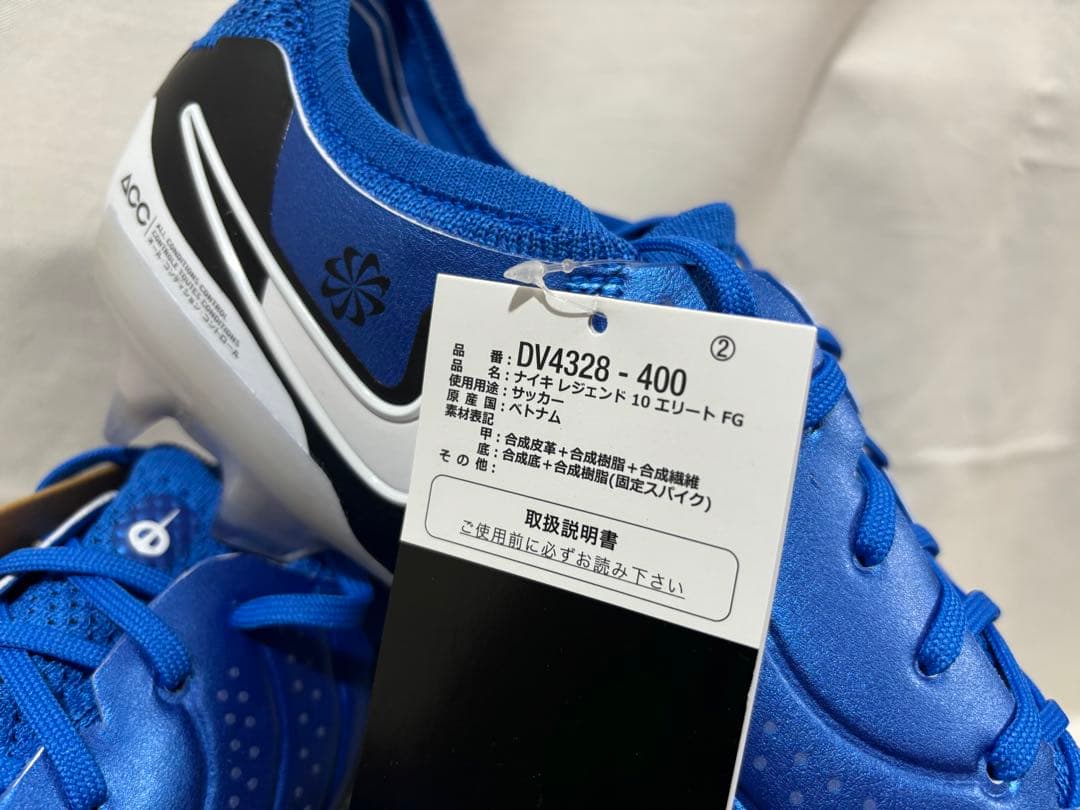 ACC
ALL CONDITIONS CONTROL
CONTROLE TOUTES CONDITIONS
オール コンディション コントロール
②
品番:DV4328-400
品名:ナイキ レジェンド 10 エリート FG
使用用途:サッカー
原産国:ベトナム
素材表記
甲:合成皮革+合成樹脂+合成繊維
底:合成底+合成樹脂(固定スパイク)
その他:
取扱説明書
ご使用前に必ずお読み下さい